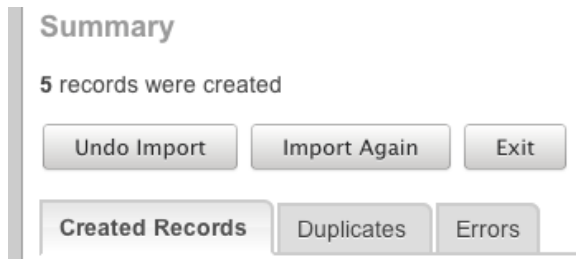 Summary
5 records were created
Undo Import Import Again Exit
Created Records Duplicates Errors